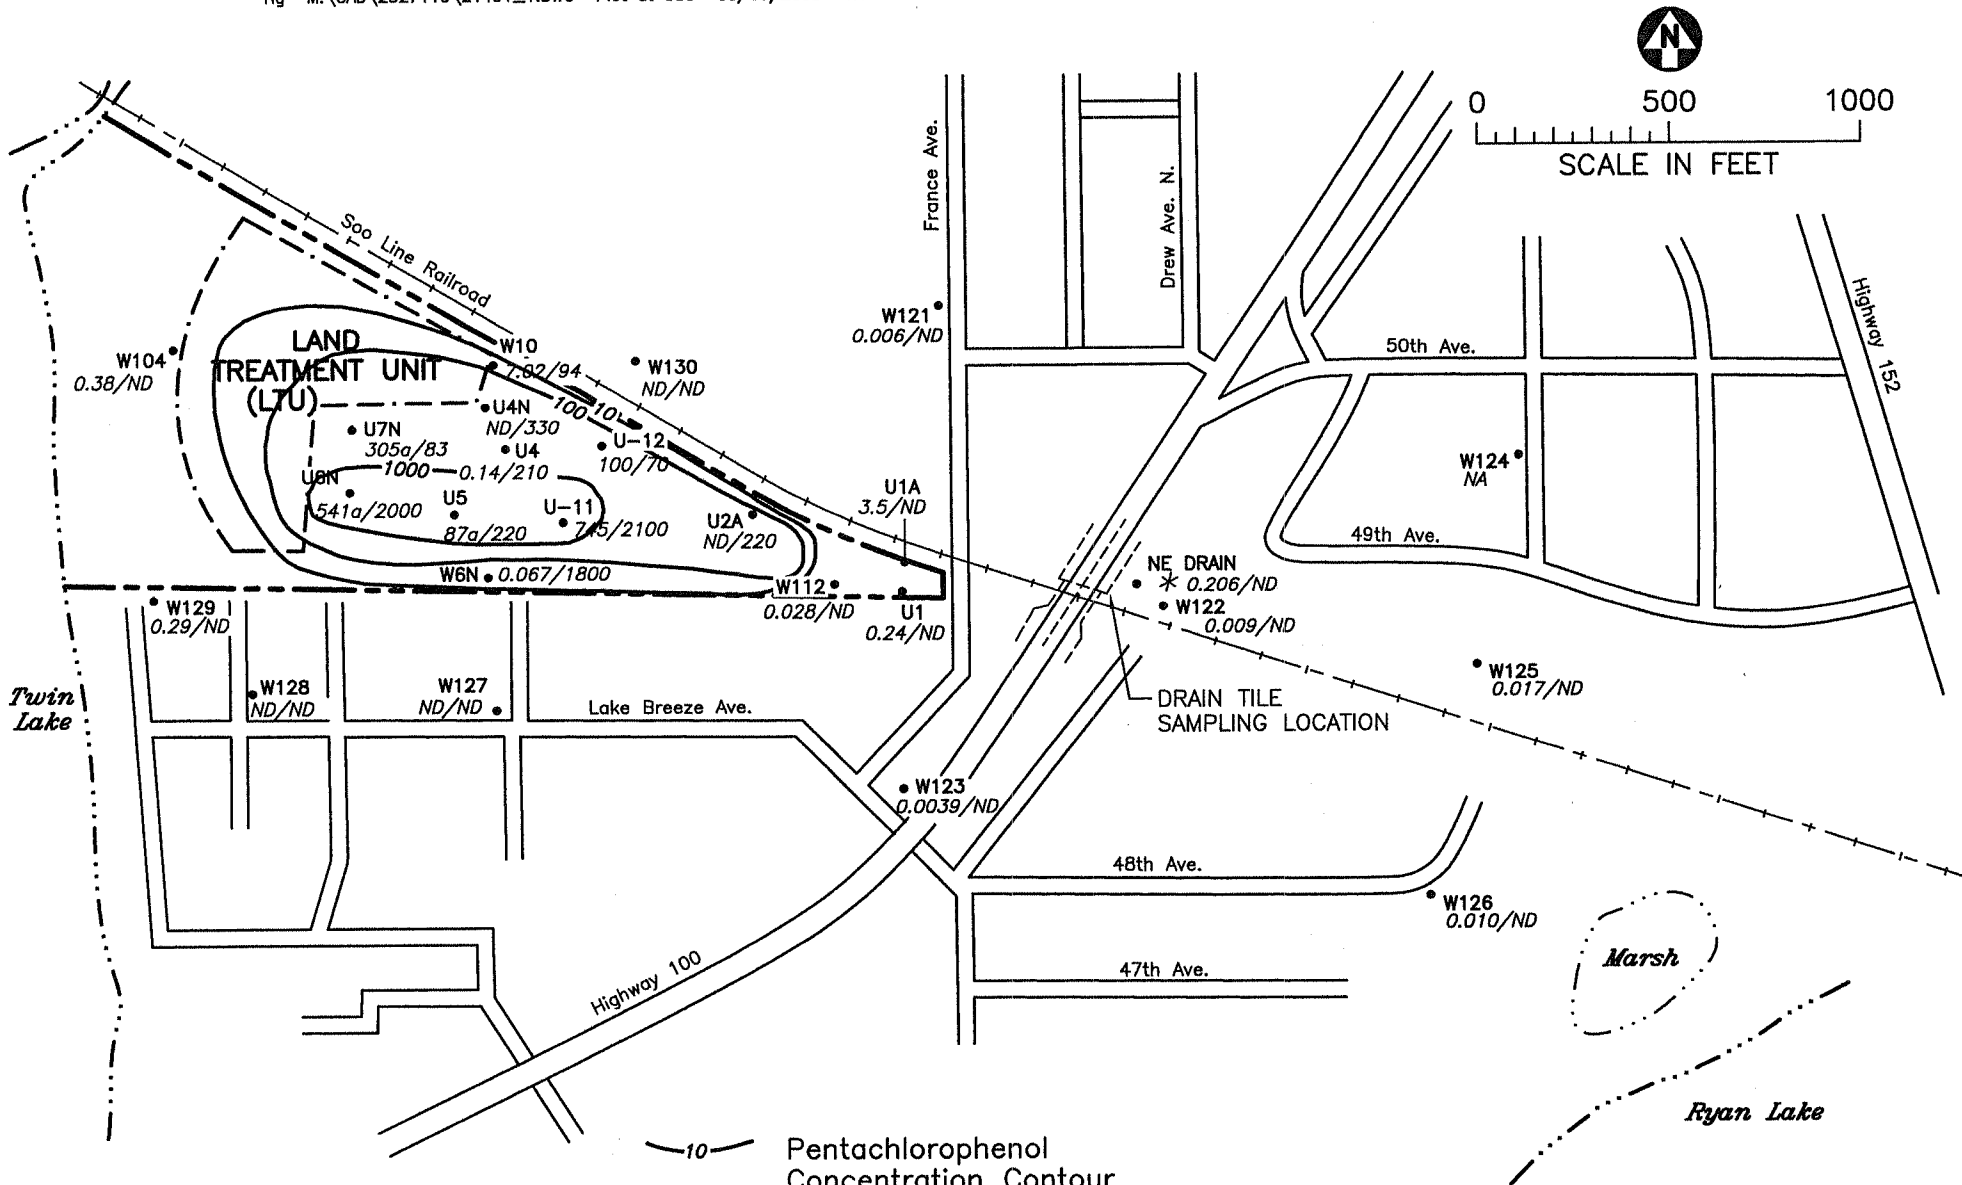 N
0 500 1000
SCALE IN FEET
France Ave.
Drew Ave. N.
Soo Line Railroad
Highway 152
LAND
TREATMENT UNIT
(LTU)
W104
0.38/ND
W10
7.02/94
W130
ND/ND
W121
0.006/ND
50th Ave.
100
10
U4N
ND/330
U7N
305a/83
U4
0.14/210
U-12
100/70
1000
541a/2000
U5
87a/220
U-11
745/2100
U2A
ND/220
U1A
3.5/ND
W124
NA
49th Ave.
W6N 0.067/1800
W112
0.028/ND
U1
0.24/ND
NE DRAIN
* 0.206/ND
W122
0.009/ND
W129
0.29/ND
W125
0.017/ND
W128
ND/ND
W127
ND/ND
Lake Breeze Ave.
DRAIN TILE
SAMPLING LOCATION
Twin
Lake
W123
0.0039/ND
48th Ave.
W126
0.010/ND
47th Ave.
Highway 100
Marsh
Ryan Lake
10
Pentachlorophenol
Concentration Contour